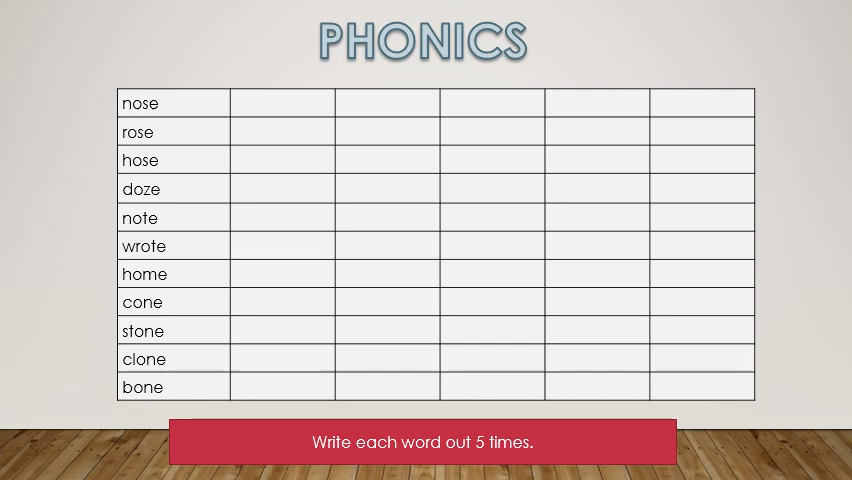 PHONICS
nose
rose
hose
doze
note
wrote
home
cone
stone
clone
bone
Write each word out 5 times.